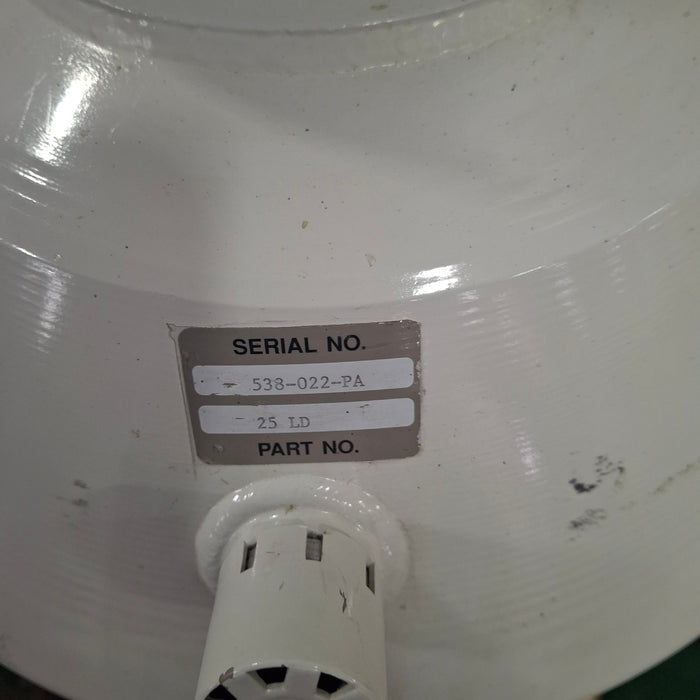 SERIAL NO.
538-022-PA
25 LD
PART NO.